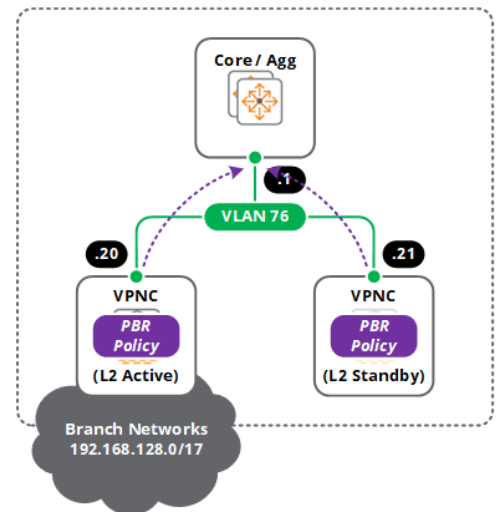 Core / Agg
.1
VLAN 76
.20
.21
VPNC
PBR
Policy
(L2 Active)
VPNC
PBR
Policy
(L2 Standby)
Branch Networks
192.168.128.0/17